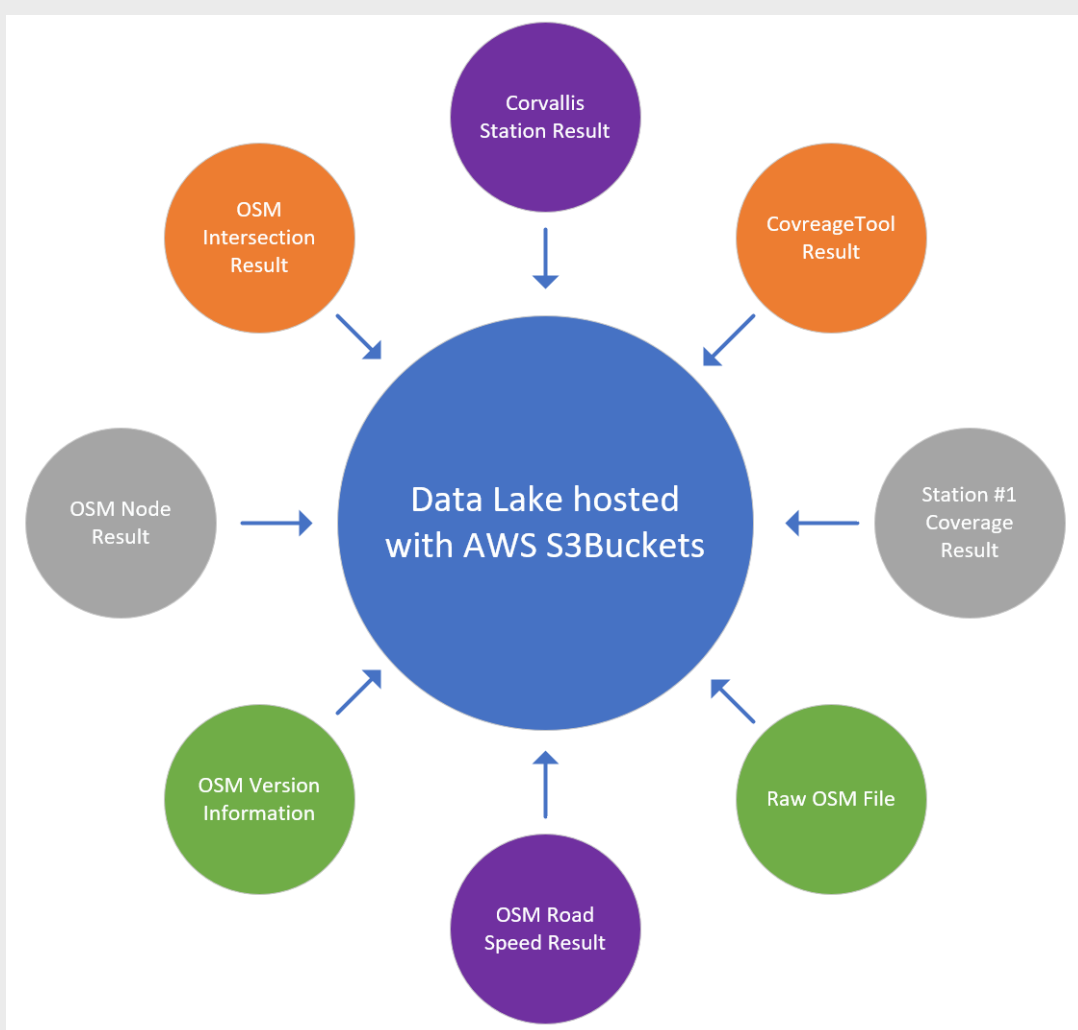 Corvallis
Station Result
OSM
Intersection
Result
CovreageTool
Result
OSM Node
Result
Data Lake hosted
with AWS S3Buckets
Station #1
Coverage
Result
OSM Version
Information
Raw OSM File
OSM Road
Speed Result